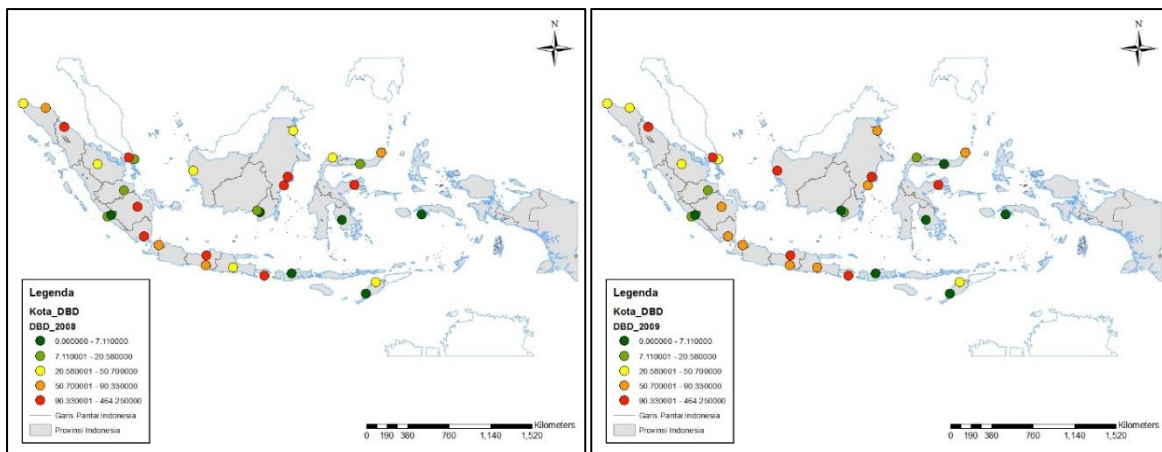 N
Legenda
Kota_DBD
DBD_2008
0.000000 - 7.110000
7.110001 - 20.580000
20.580001 - 50.700000
50.700001 - 90.330000
90.330001 - 464.250000
Garis Pantai Indonesia
Provinsi Indonesia
Kilometers
0 190 380 760 1,140 1,520
N
Legenda
Kota_DBD
DBD_2009
0.000000 - 7.110000
7.110001 - 20.580000
20.580001 - 50.700000
50.700001 - 90.330000
90.330001 - 464.250000
Garis Pantai Indonesia
Provinsi Indonesia
Kilometers
0 190 380 760 1,140 1,520